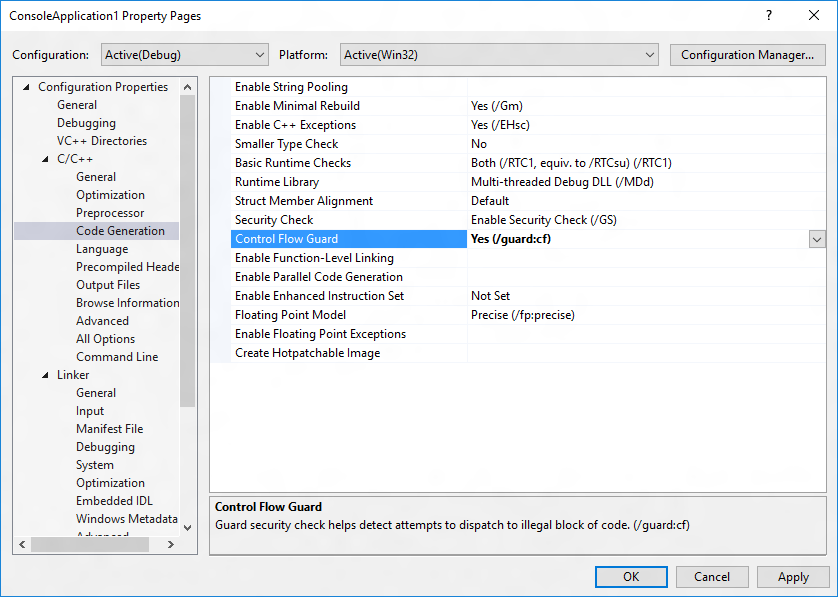 ConsoleApplication1 Property Pages
?
Configuration: Active(Debug) Platform: Active(Win32) Configuration Manager...
Configuration Properties
General
Debugging
VC++ Directories
C/C++
General
Optimization
Preprocessor
Code Generation
Language
Precompiled Heade
Output Files
Browse Information
Advanced
All Options
Command Line
Linker
General
Input
Manifest File
Debugging
System
Optimization
Embedded IDL
Windows Metadata
Advanced
Enable String Pooling
Enable Minimal Rebuild Yes (/Gm)
Enable C++ Exceptions Yes (/EHsc)
Smaller Type Check No
Basic Runtime Checks Both (/RTC1, equiv. to /RTCsu) (/RTC1)
Runtime Library Multi-threaded Debug DLL (/MDd)
Struct Member Alignment Default
Security Check Enable Security Check (/GS)
Control Flow Guard Yes (/guard:cf)
Enable Function-Level Linking
Enable Parallel Code Generation
Enable Enhanced Instruction Set Not Set
Floating Point Model Precise (/fp:precise)
Enable Floating Point Exceptions
Create Hotpatchable Image
Control Flow Guard
Guard security check helps detect attempts to dispatch to illegal block of code. (/guard:cf)
OK Cancel Apply